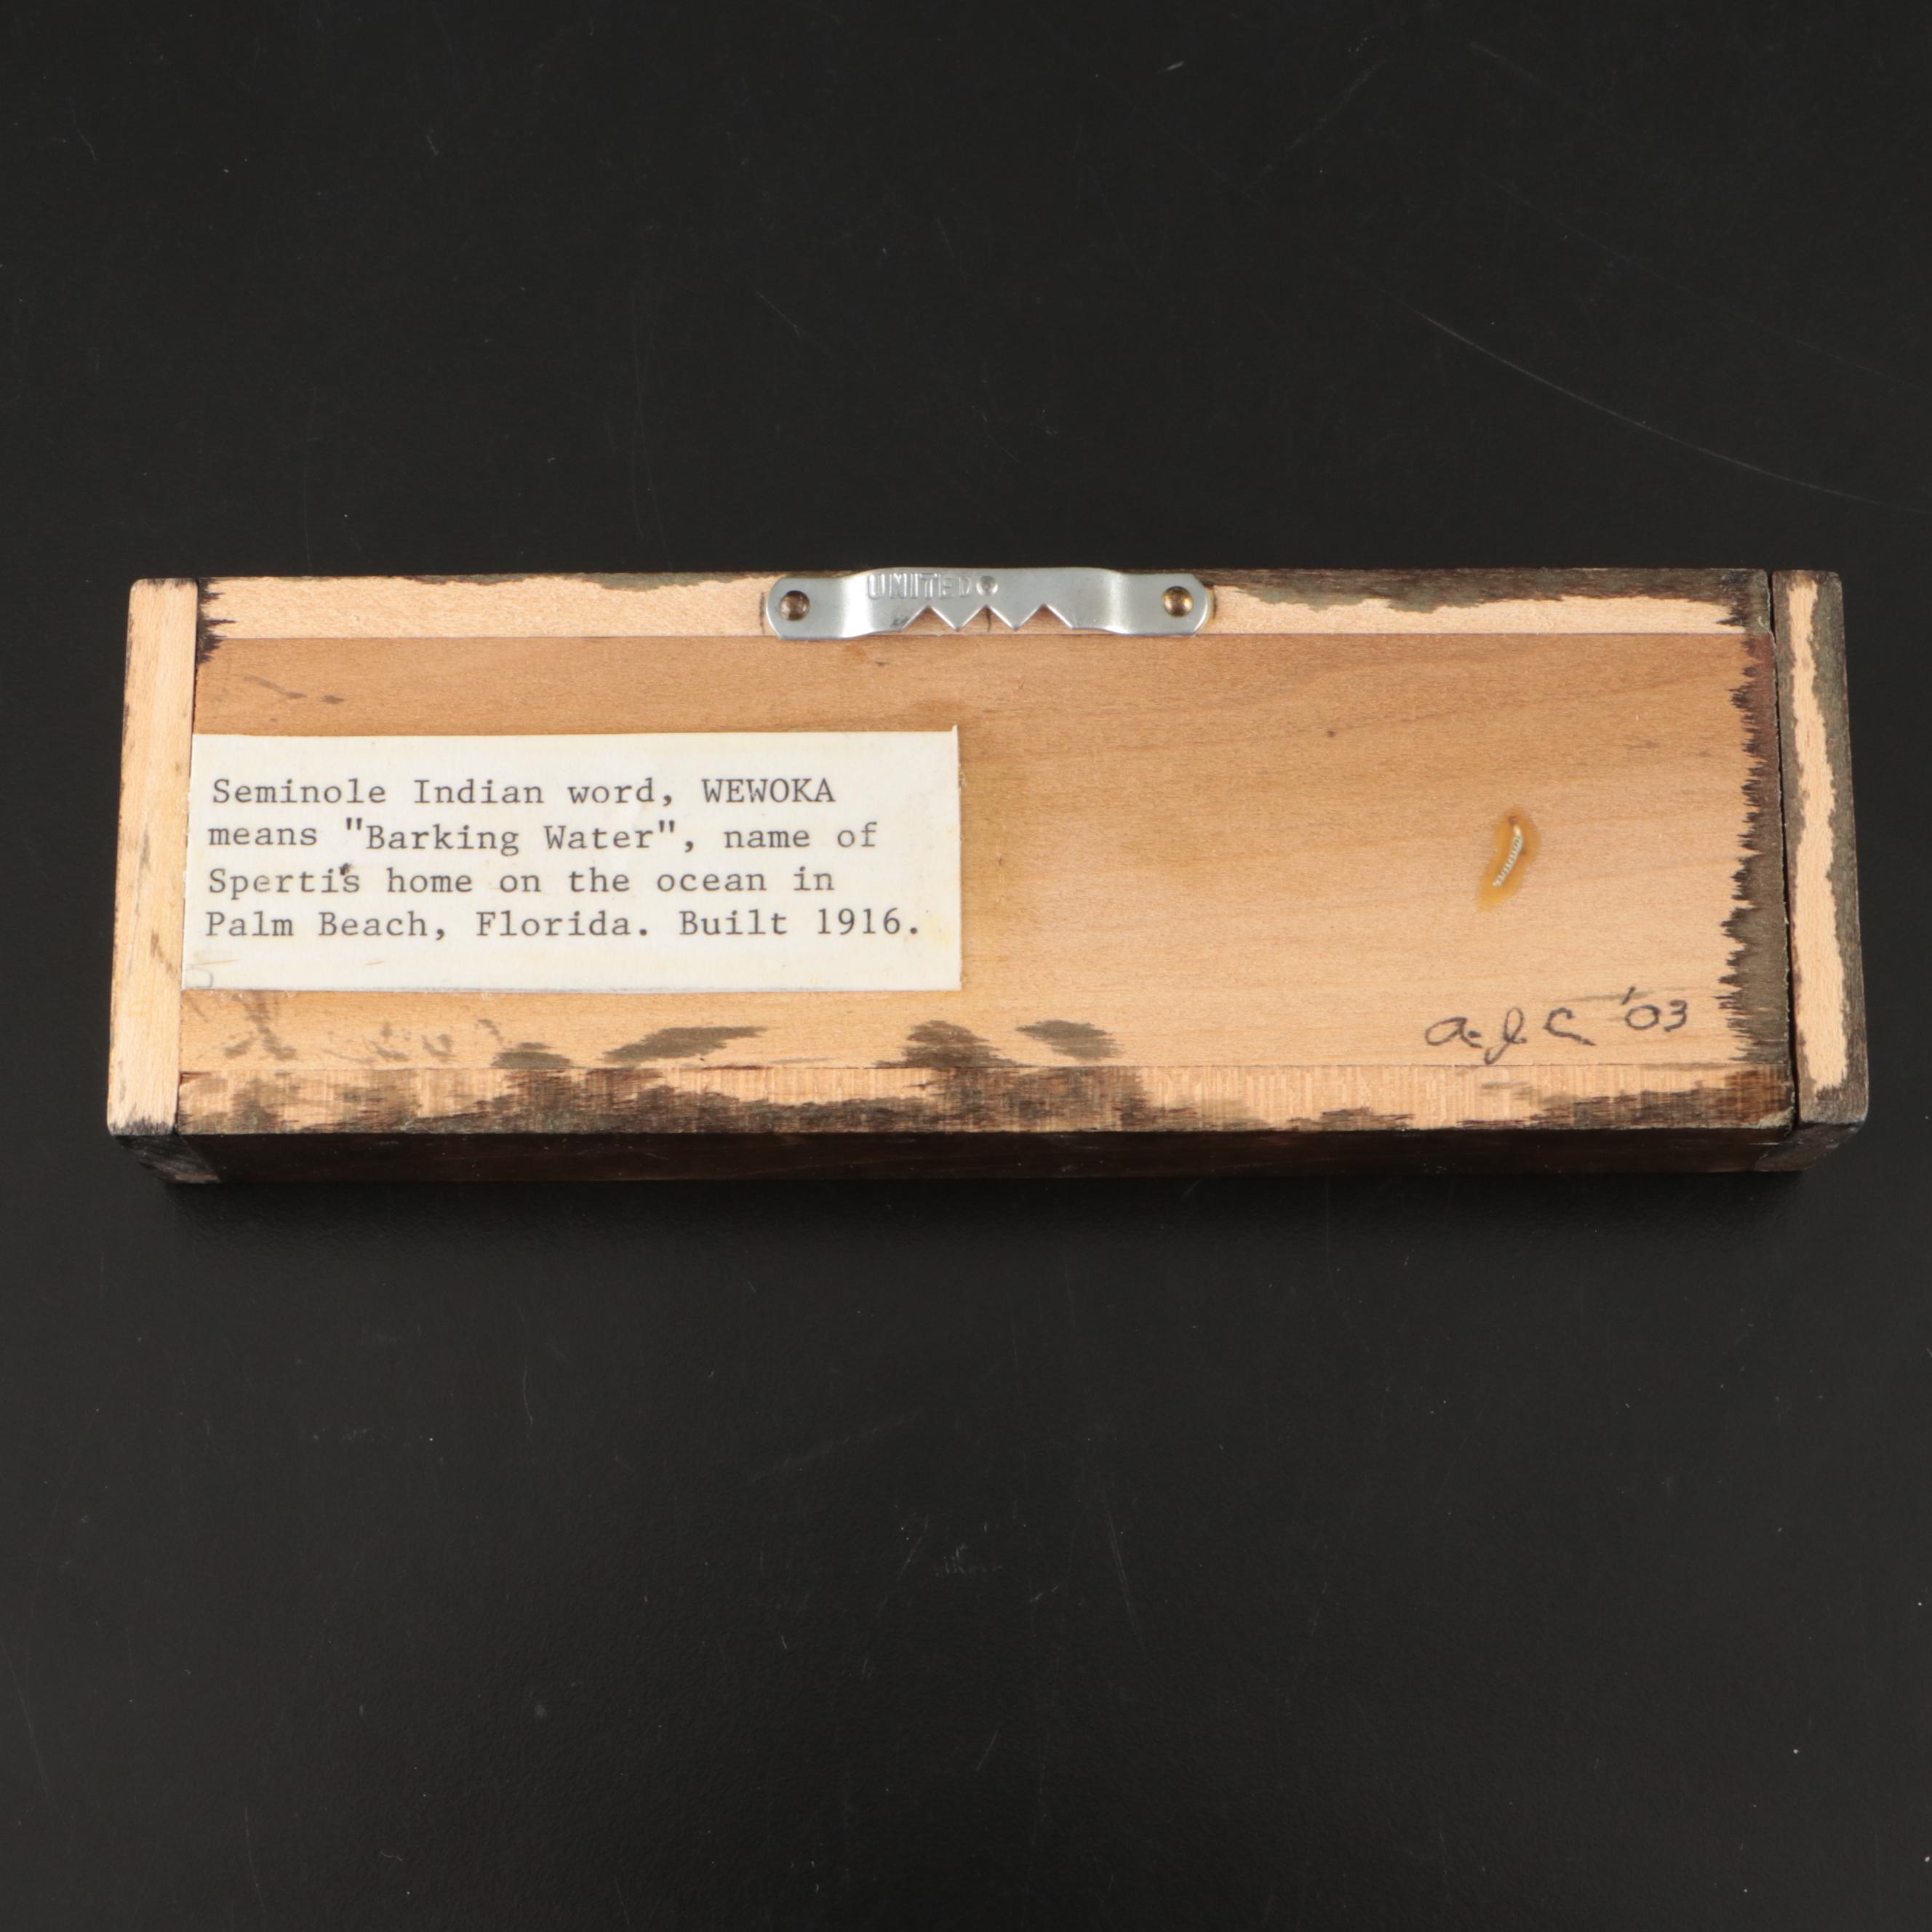 UNITED
Seminole Indian word, WEWOKA
means "Barking Water", name of
Sperti's home on the ocean in
Palm Beach, Florida. Built 1916.
a.J.C. '03